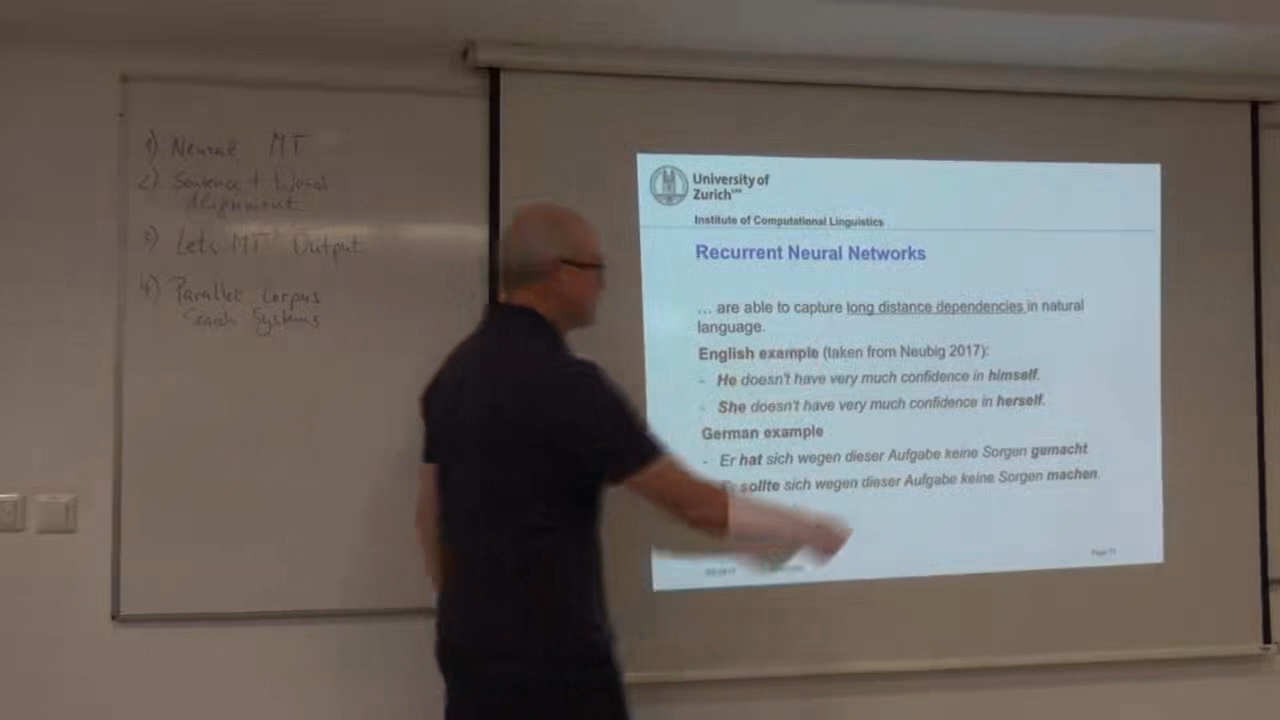 1) Neural MT
2) Sentence + Word
Alignment
3) Lets MT Output
4) Parallel Corpus
Search Systems
University of
Zurich
Institute of Computational Linguistics
Recurrent Neural Networks
... are able to capture long distance dependencies in natural
language.
English example (taken from Neubig 2017):
- He doesn't have very much confidence in himself.
- She doesn't have very much confidence in herself.
German example
- Er hat sich wegen dieser Aufgabe keine Sorgen gemacht
Er sollte sich wegen dieser Aufgabe keine Sorgen machen.
Page